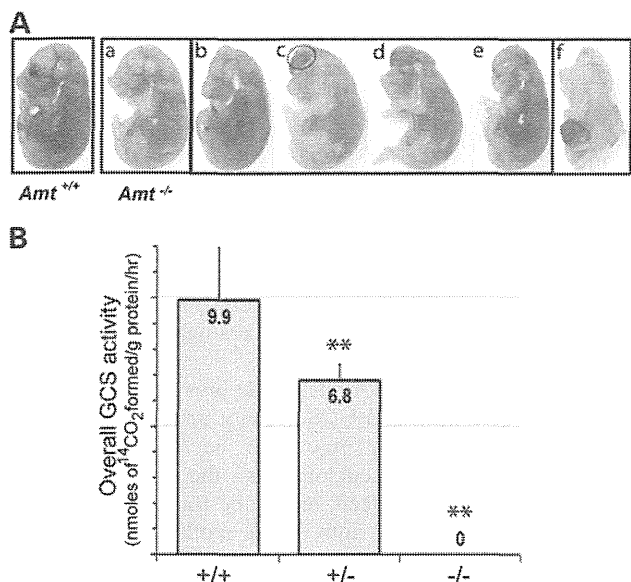 A
a b c d e f
Amt +/+ Amt -/-
B
Overall GCS activity
(nmoles of 14CO2 formed/g protein/hr)
9.9
**
6.8
**
0
+/+ +/- -/-